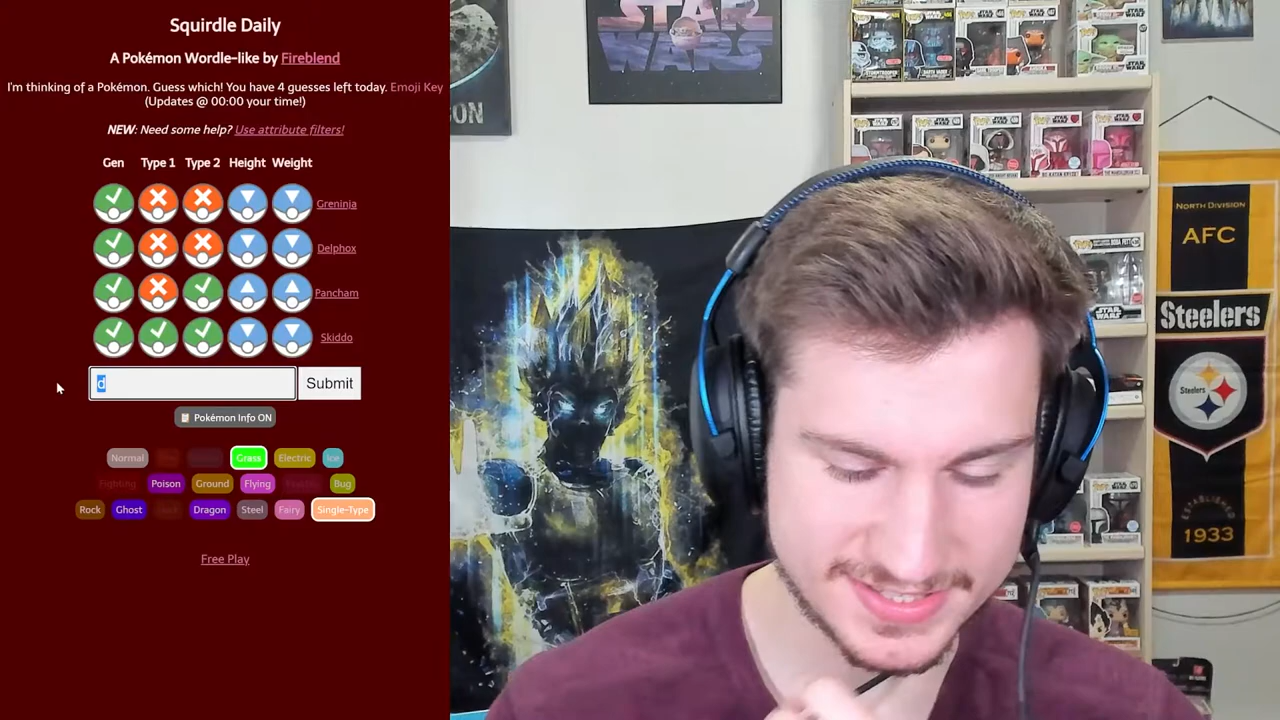 Squirdle Daily
A Pokémon Wordle-like by Fireblend
I'm thinking of a Pokémon. Guess which! You have 4 guesses left today. Emoji Key
(Updates @ 00:00 your time!)
NEW: Need some help? Use attribute filters!
Gen Type 1 Type 2 Height Weight
Greninja
Delphox
Pancham
Skiddo
d Submit
Pokémon Info ON
Normal Grass Electric Ice
Fighting Poison Ground Flying Bug
Rock Ghost Dark Dragon Steel Fairy Single-Type
Free Play
STAR
WARS
NORTH DIVISION
AFC
Steelers
Steelers
ESTABLISHED
1933